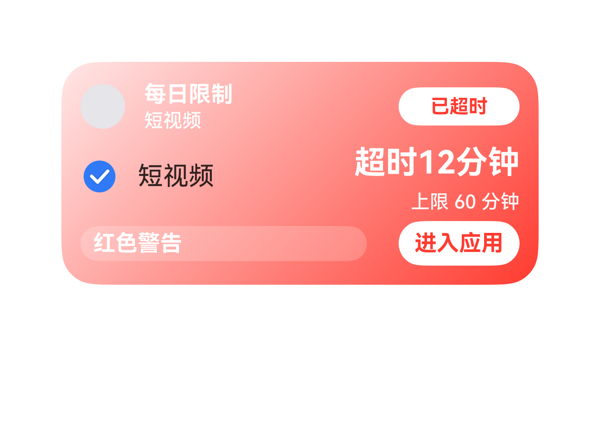 每日限制
短视频
已超时
短视频
超时12分钟
上限 60 分钟
红色警告
进入应用